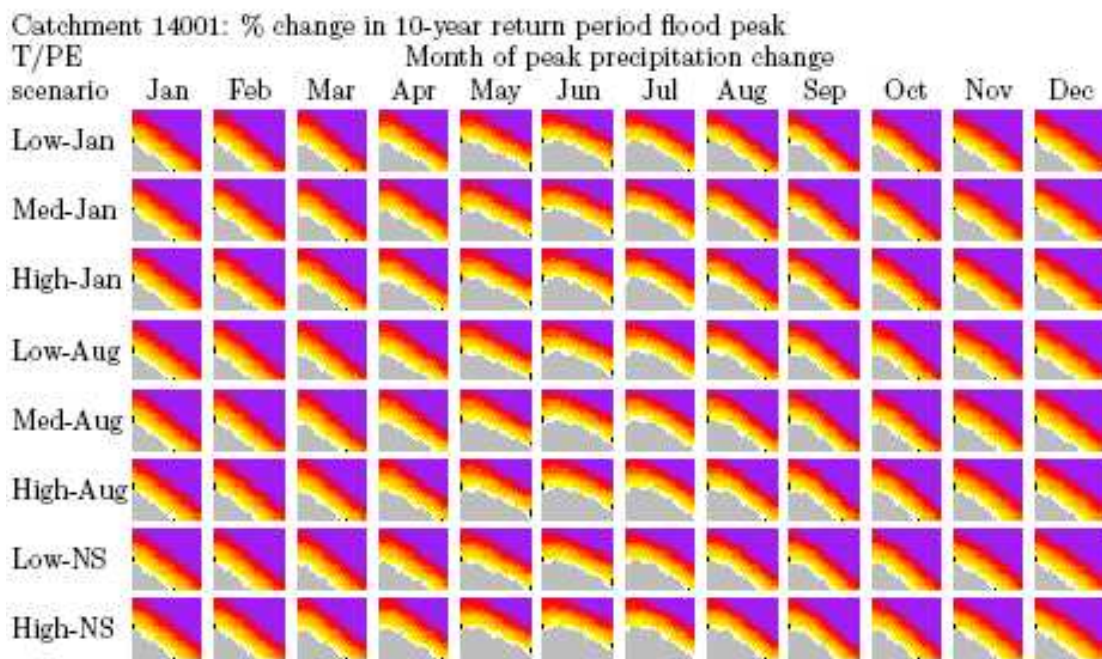 Catchment 14001: % change in 10-year return period flood peak
T/PE Month of peak precipitation change
scenario Jan Feb Mar Apr May Jun Jul Aug Sep Oct Nov Dec
Low-Jan
Med-Jan
High-Jan
Low-Aug
Med-Aug
High-Aug
Low-NS
High-NS